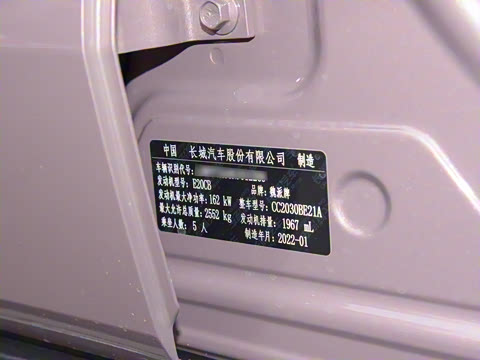 中国 长城汽车股份有限公司 制造
车辆识别代号:
发动机型号: E20CB 品牌: 魏派牌
发动机最大净功率: 162 kW 整车型号: CC2030BE21A
最大允许总质量: 2552 kg 发动机排量: 1967 mL
乘坐人数: 5 人 制造年月: 2022-01